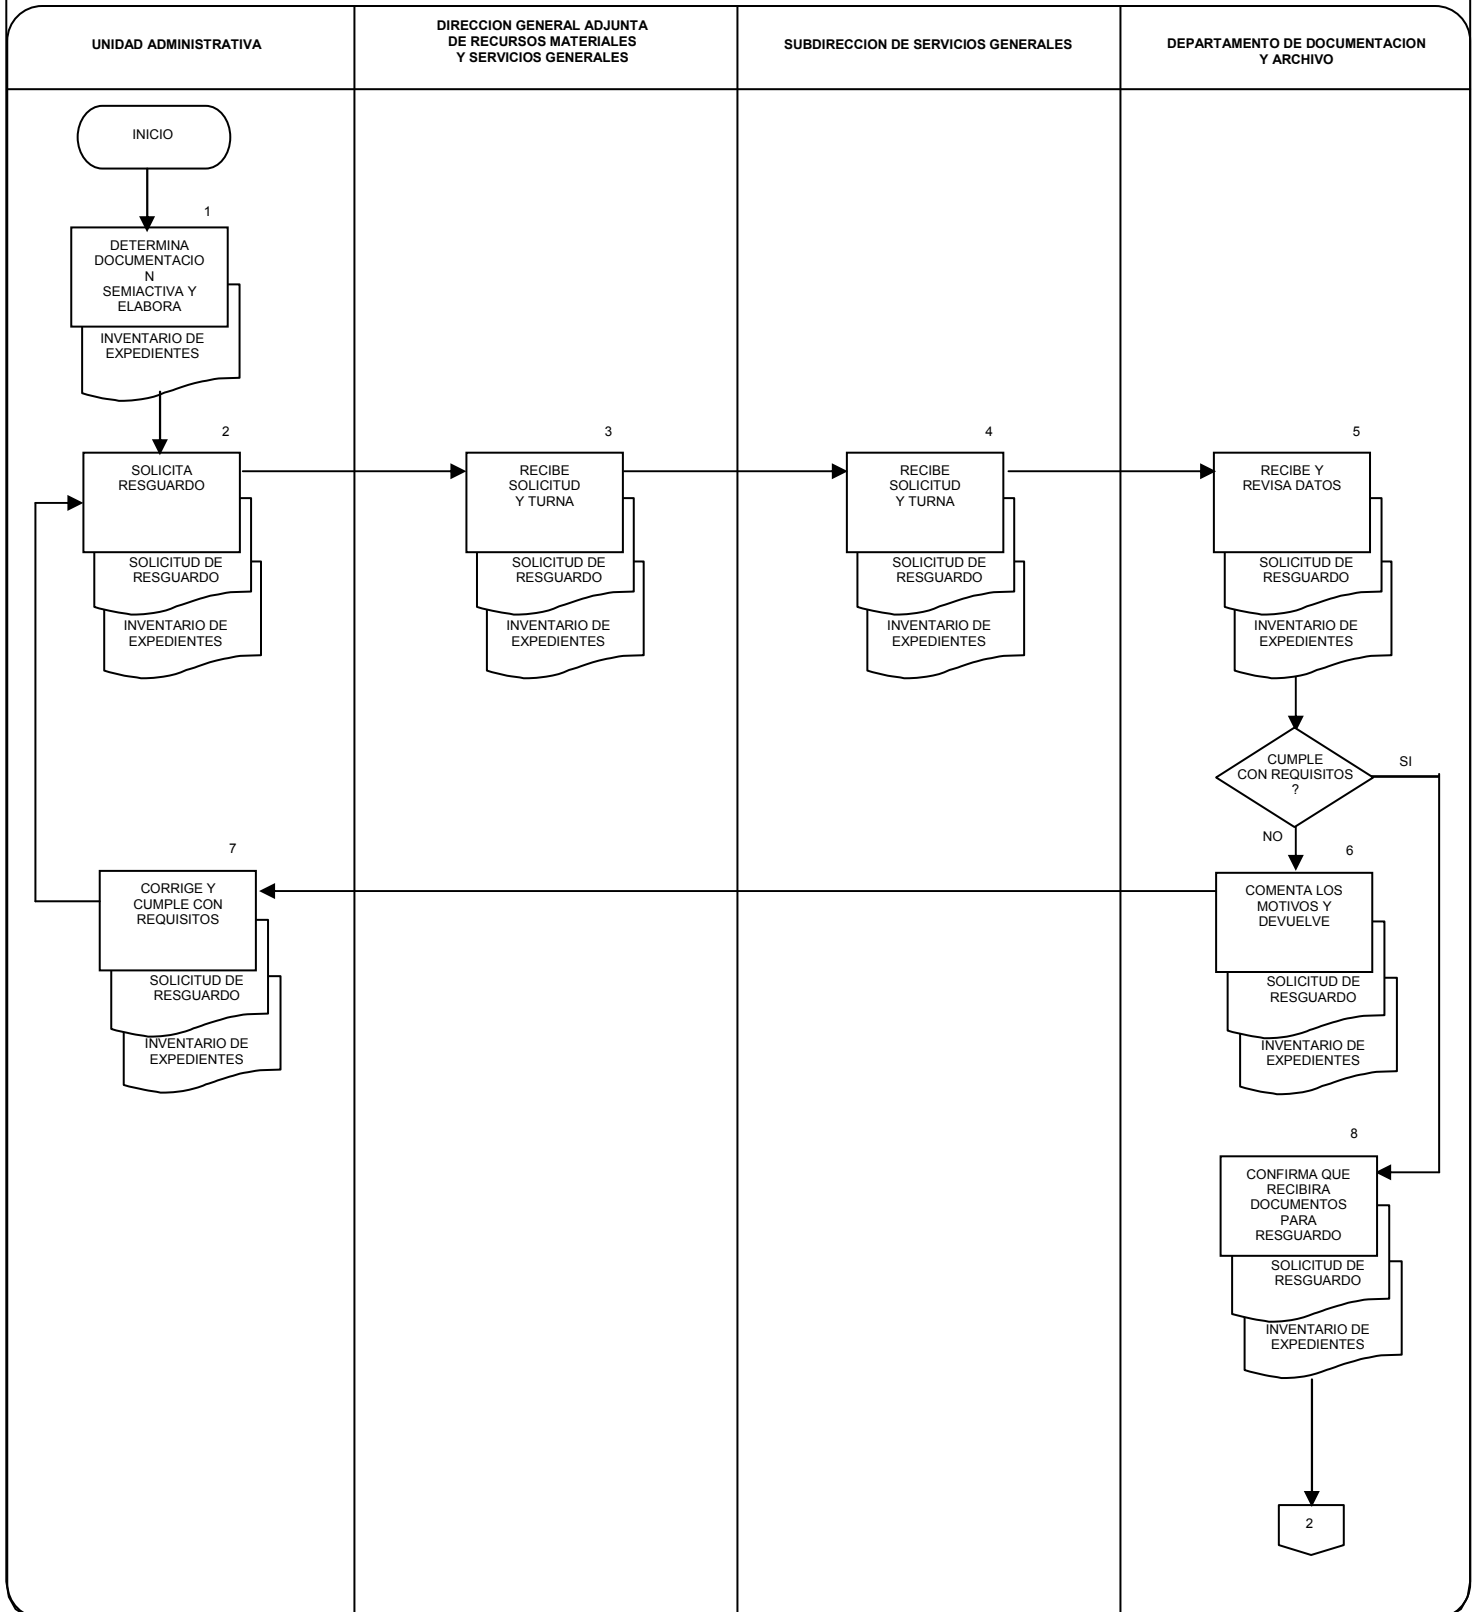 UNIDAD ADMINISTRATIVA
DIRECCION GENERAL ADJUNTA
DE RECURSOS MATERIALES
Y SERVICIOS GENERALES
SUBDIRECCION DE SERVICIOS GENERALES
DEPARTAMENTO DE DOCUMENTACION
Y ARCHIVO
INICIO
1
DETERMINA
DOCUMENTACIO
N
SEMIACTIVA Y
ELABORA
INVENTARIO DE
EXPEDIENTES
2
SOLICITA
RESGUARDO
SOLICITUD DE
RESGUARDO
INVENTARIO DE
EXPEDIENTES
3
RECIBE
SOLICITUD
Y TURNA
SOLICITUD DE
RESGUARDO
INVENTARIO DE
EXPEDIENTES
4
RECIBE
SOLICITUD
Y TURNA
SOLICITUD DE
RESGUARDO
INVENTARIO DE
EXPEDIENTES
5
RECIBE Y
REVISA DATOS
SOLICITUD DE
RESGUARDO
INVENTARIO DE
EXPEDIENTES
CUMPLE
CON REQUISITOS
?
SI
NO
6
COMENTA LOS
MOTIVOS Y
DEVUELVE
SOLICITUD DE
RESGUARDO
INVENTARIO DE
EXPEDIENTES
7
CORRIGE Y
CUMPLE CON
REQUISITOS
SOLICITUD DE
RESGUARDO
INVENTARIO DE
EXPEDIENTES
8
CONFIRMA QUE
RECIBIRA
DOCUMENTOS
PARA
RESGUARDO
SOLICITUD DE
RESGUARDO
INVENTARIO DE
EXPEDIENTES
2